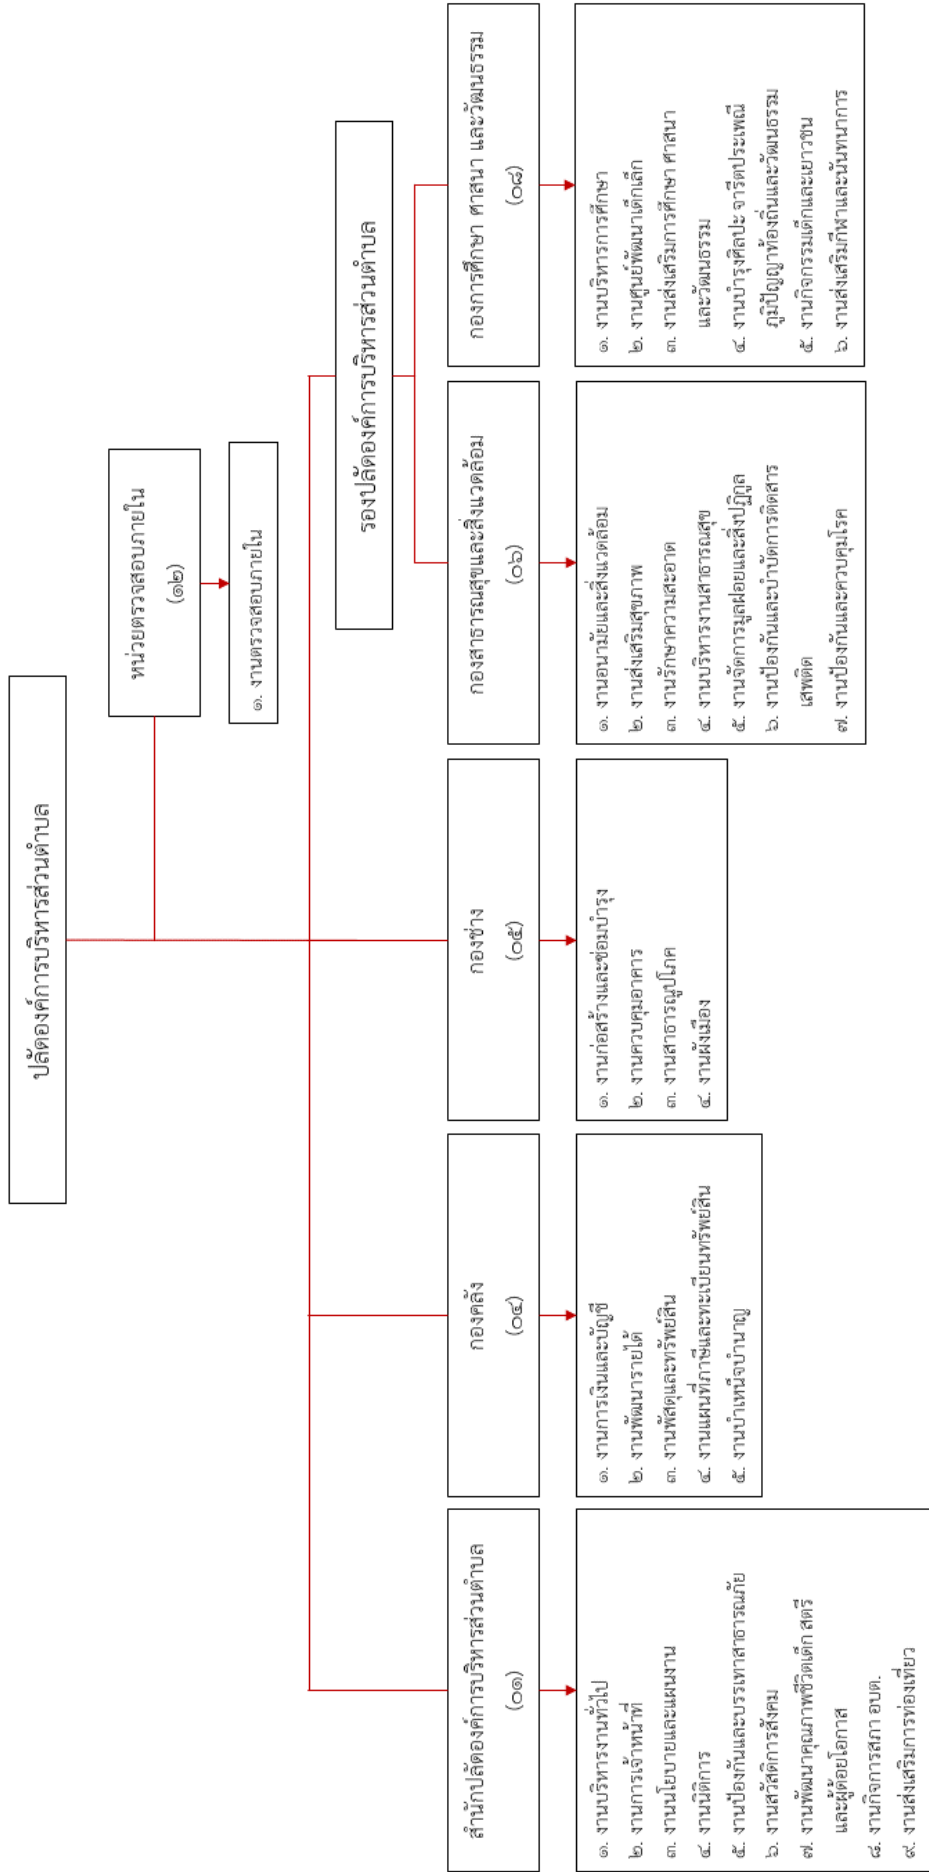 ปลัดองค์การบริหารส่วนตำบล
หน่วยตรวจสอบภายใน
(๑๒)
๑. งานตรวจสอบภายใน
รองปลัดองค์การบริหารส่วนตำบล
สำนักปลัดองค์การบริหารส่วนตำบล
(๐๑)
๑. งานบริหารงานทั่วไป
๒. งานการเจ้าหน้าที่
๓. งานนโยบายและแผนงาน
๔. งานนิติการ
๕. งานป้องกันและบรรเทาสาธารณภัย
๖. งานสวัสดิการสังคม
๗. งานพัฒนาคุณภาพชีวิตเด็ก สตรี
และผู้ด้อยโอกาส
๘. งานกิจการสภา อบต.
๙. งานส่งเสริมการท่องเที่ยว
กองคลัง
(๐๔)
๑. งานการเงินและบัญชี
๒. งานพัฒนารายได้
๓. งานพัสดุและทรัพย์สิน
๔. งานแผนที่ภาษีและทะเบียนทรัพย์สิน
๕. งานบำเหน็จบำนาญ
กองช่าง
(๐๕)
๑. งานก่อสร้างและซ่อมบำรุง
๒. งานควบคุมอาคาร
๓. งานสาธารณูปโภค
๔. งานผังเมือง
กองสาธารณสุขและสิ่งแวดล้อม
(๐๖)
๑. งานอนามัยและสิ่งแวดล้อม
๒. งานส่งเสริมสุขภาพ
๓. งานรักษาความสะอาด
๔. งานบริหารงานสาธารณสุข
๕. งานจัดการมูลฝอยและสิ่งปฏิกูล
๖. งานป้องกันและบำบัดการติดสาร
เสพติด
๗. งานป้องกันและควบคุมโรค
กองการศึกษา ศาสนา และวัฒนธรรม
(๐๘)
๑. งานบริหารการศึกษา
๒. งานศูนย์พัฒนาเด็กเล็ก
๓. งานส่งเสริมการศึกษา ศาสนา
และวัฒนธรรม
๔. งานบำรุงศิลปะ จารีตประเพณี
ภูมิปัญญาท้องถิ่นและวัฒนธรรม
๕. งานกิจกรรมเด็กและเยาวชน
๖. งานส่งเสริมกีฬาและนันทนาการ